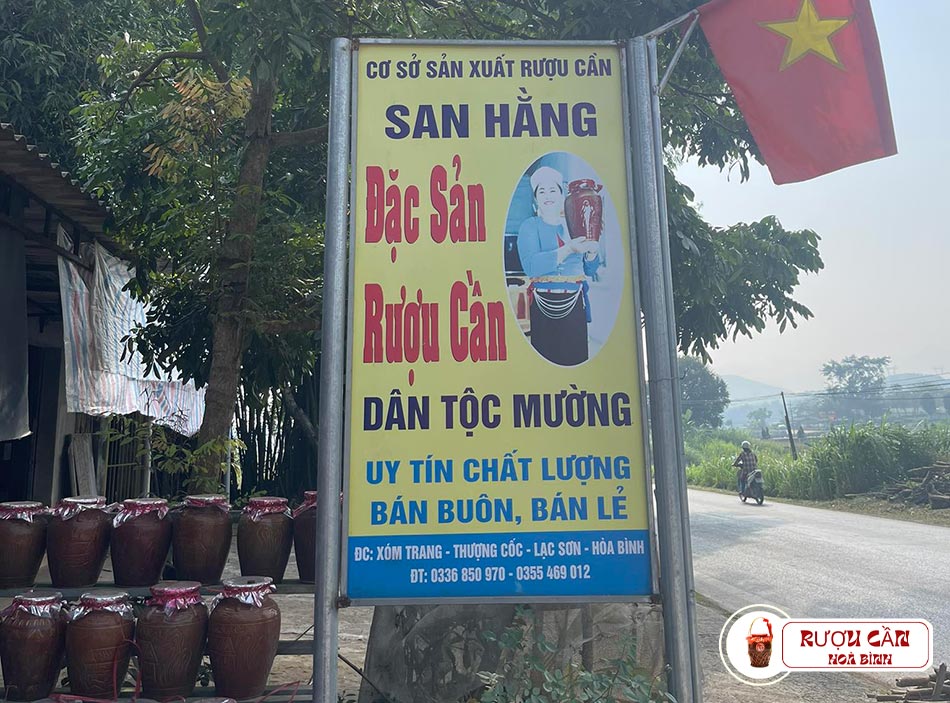 CƠ SỞ SẢN XUẤT RƯỢU CẦN
SAN HẰNG
Đặc Sản
Rượu Cần
DÂN TỘC MƯỜNG
UY TÍN CHẤT LƯỢNG
BÁN BUÔN, BÁN LẺ
ĐC: XÓM TRANG - THƯỢNG CỐC - LẠC SƠN - HÒA BÌNH
ĐT: 0336 850 970 - 0355 469 012
RƯỢU CẦN
HOÀ BÌNH